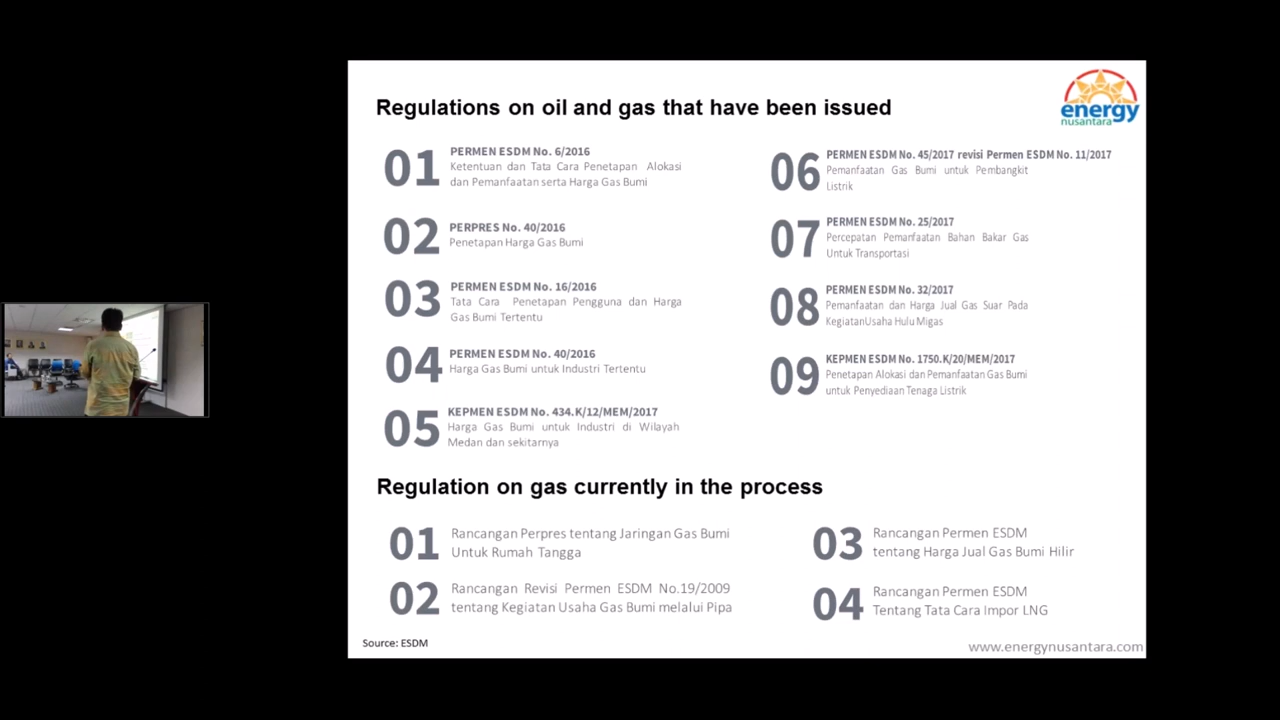 Regulations on oil and gas that have been issued
energy
nusantara
01
PERMEN ESDM No. 6/2016
Ketentuan dan Tata Cara Penetapan Alokasi
dan Pemanfaatan serta Harga Gas Bumi
02
PERPRES No. 40/2016
Penetapan Harga Gas Bumi
03
PERMEN ESDM No. 16/2016
Tata Cara Penetapan Pengguna dan Harga
Gas Bumi Tertentu
04
PERMEN ESDM No. 40/2016
Harga Gas Bumi untuk Industri Tertentu
05
KEPMEN ESDM No. 434.K/12/MEM/2017
Harga Gas Bumi untuk Industri di Wilayah
Medan dan sekitarnya
06
PERMEN ESDM No. 45/2017 revisi Permen ESDM No. 11/2017
Pemanfaatan Gas Bumi untuk Pembangkit
Listrik
07
PERMEN ESDM No. 25/2017
Percepatan Pemanfaatan Bahan Bakar Gas
Untuk Transportasi
08
PERMEN ESDM No. 32/2017
Pemanfaatan dan Harga Jual Gas Suar Pada
KegiatanUsaha Hulu Migas
09
KEPMEN ESDM No. 1750.K/20/MEM/2017
Penetapan Alokasi dan Pemanfaatan Gas Bumi
untuk Penyediaan Tenaga Listrik
Regulation on gas currently in the process
01
Rancangan Perpres tentang Jaringan Gas Bumi
Untuk Rumah Tangga
02
Rancangan Revisi Permen ESDM No.19/2009
tentang Kegiatan Usaha Gas Bumi melalui Pipa
03
Rancangan Permen ESDM
tentang Harga Jual Gas Bumi Hilir
04
Rancangan Permen ESDM
Tentang Tata Cara Impor LNG
Source: ESDM
www.energynusantara.com